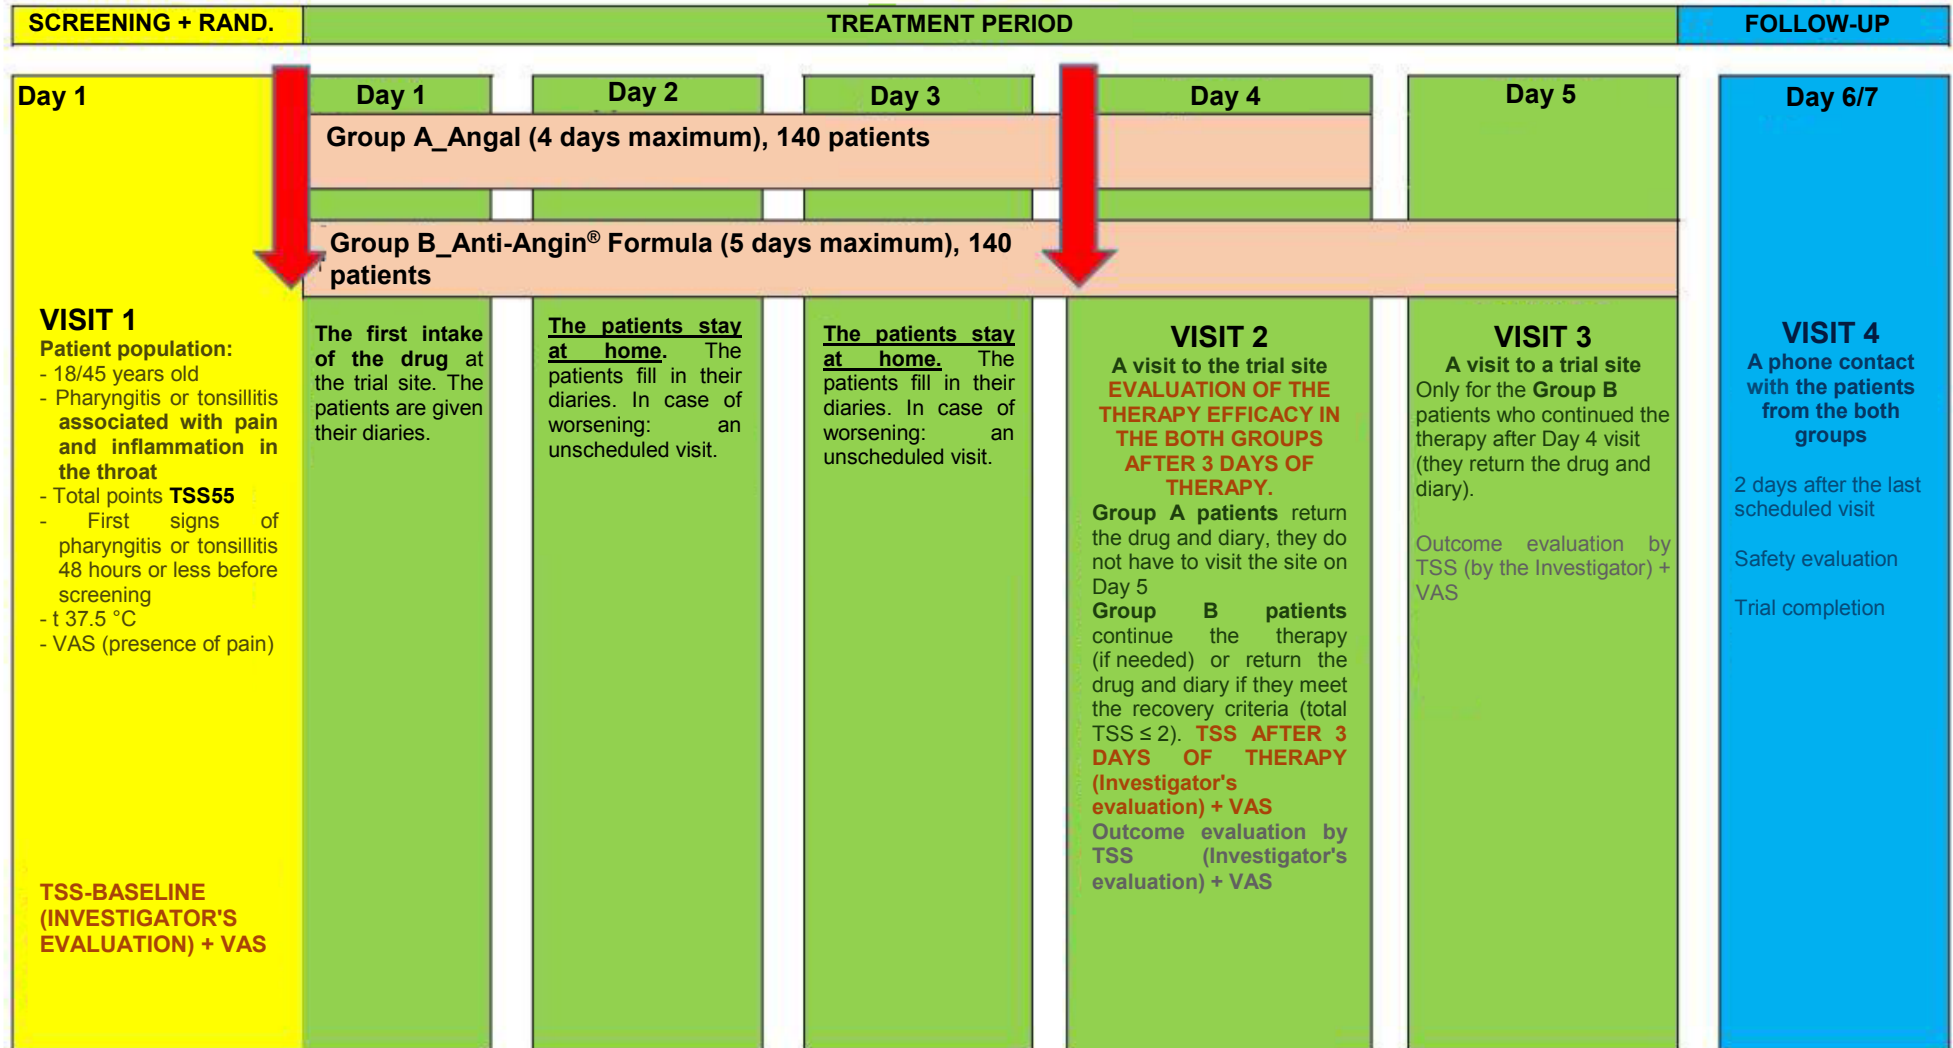 SCREENING + RAND.
TREATMENT PERIOD
FOLLOW-UP
Day 1
Day 1
Day 2
Day 3
Day 4
Day 5
Day 6/7
Group A_Angal (4 days maximum), 140 patients
Group B_Anti-Angin® Formula (5 days maximum), 140
patients
VISIT 1
Patient population:
- 18/45 years old
- Pharyngitis or tonsillitis
associated with pain
and inflammation in
the throat
- Total points TSS55
- First signs of
pharyngitis or tonsillitis
48 hours or less before
screening
- t 37.5 °C
- VAS (presence of pain)
TSS-BASELINE
(INVESTIGATOR'S
EVALUATION) + VAS
The first intake
of the drug at
the trial site. The
patients are given
their diaries.
The patients stay
at home. The
patients fill in their
diaries. In case of
worsening: an
unscheduled visit.
The patients stay
at home. The
patients fill in their
diaries. In case of
worsening: an
unscheduled visit.
VISIT 2
A visit to the trial site
EVALUATION OF THE
THERAPY EFFICACY IN
THE BOTH GROUPS
AFTER 3 DAYS OF
THERAPY.
Group A patients return
the drug and diary, they do
not have to visit the site on
Day 5
Group B patients
continue the therapy
(if needed) or return the
drug and diary if they meet
the recovery criteria (total
TSS ≤ 2). TSS AFTER 3
DAYS OF THERAPY
(Investigator's
evaluation) + VAS
Outcome evaluation by
TSS (Investigator's
evaluation) + VAS
VISIT 3
A visit to a trial site
Only for the Group B
patients who continued the
therapy after Day 4 visit
(they return the drug and
diary).
Outcome evaluation by
TSS (by the Investigator) +
VAS
VISIT 4
A phone contact
with the patients
from the both
groups
2 days after the last
scheduled visit
Safety evaluation
Trial completion